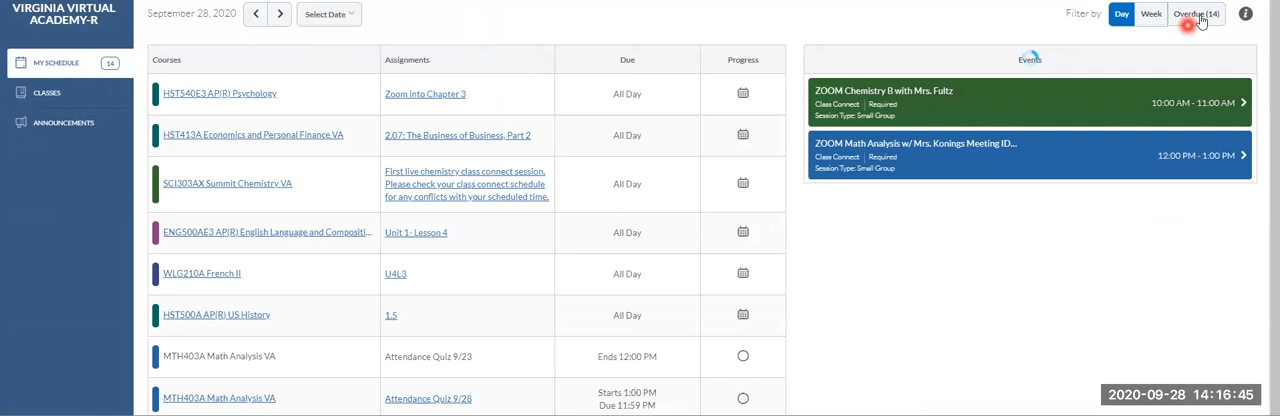 VIRGINIA VIRTUAL
ACADEMY-R
MY SCHEDULE 14
CLASSES
ANNOUNCEMENTS
September 28, 2020 Select Date Filter by Day Week Overdue (14)
Courses Assignments Due Progress
HST540E3 AP(R) Psychology Zoom into Chapter 3 All Day
HST413A Economics and Personal Finance VA 2.07: The Business of Business, Part 2 All Day
SCI303AX Summit Chemistry VA First live chemistry class connect session.
Please check your class connect schedule
for any conflicts with your scheduled time. All Day
ENG500AE3 AP(R) English Language and Compositi... Unit 1- Lesson 4 All Day
WLG210A French II U4L3 All Day
HST500A AP(R) US History 1.5 All Day
MTH403A Math Analysis VA Attendance Quiz 9/23 Ends 12:00 PM
MTH403A Math Analysis VA Attendance Quiz 9/28 Starts 1:00 PM
Due 11:59 PM
Events
ZOOM Chemistry B with Mrs. Fultz
Class Connect Required 10:00 AM - 11:00 AM
Session Type: Small Group
ZOOM Math Analysis w/ Mrs. Konings Meeting ID...
Class Connect Required 12:00 PM - 1:00 PM
Session Type: Small Group
2020-09-28 14:16:45